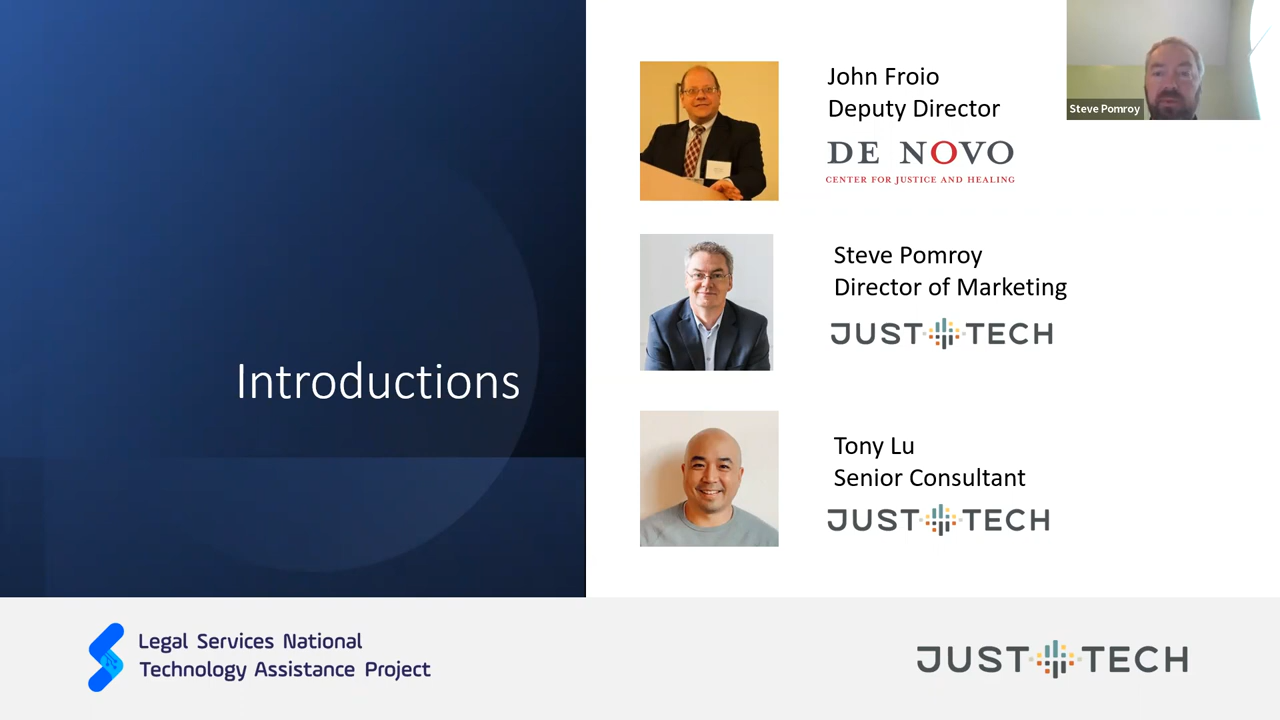 Introductions
John Froio
Deputy Director
DE NOVO
CENTER FOR JUSTICE AND HEALING
Steve Pomroy
Steve Pomroy
Director of Marketing
JUST TECH
Tony Lu
Senior Consultant
JUST TECH
Legal Services National
Technology Assistance Project
JUST TECH